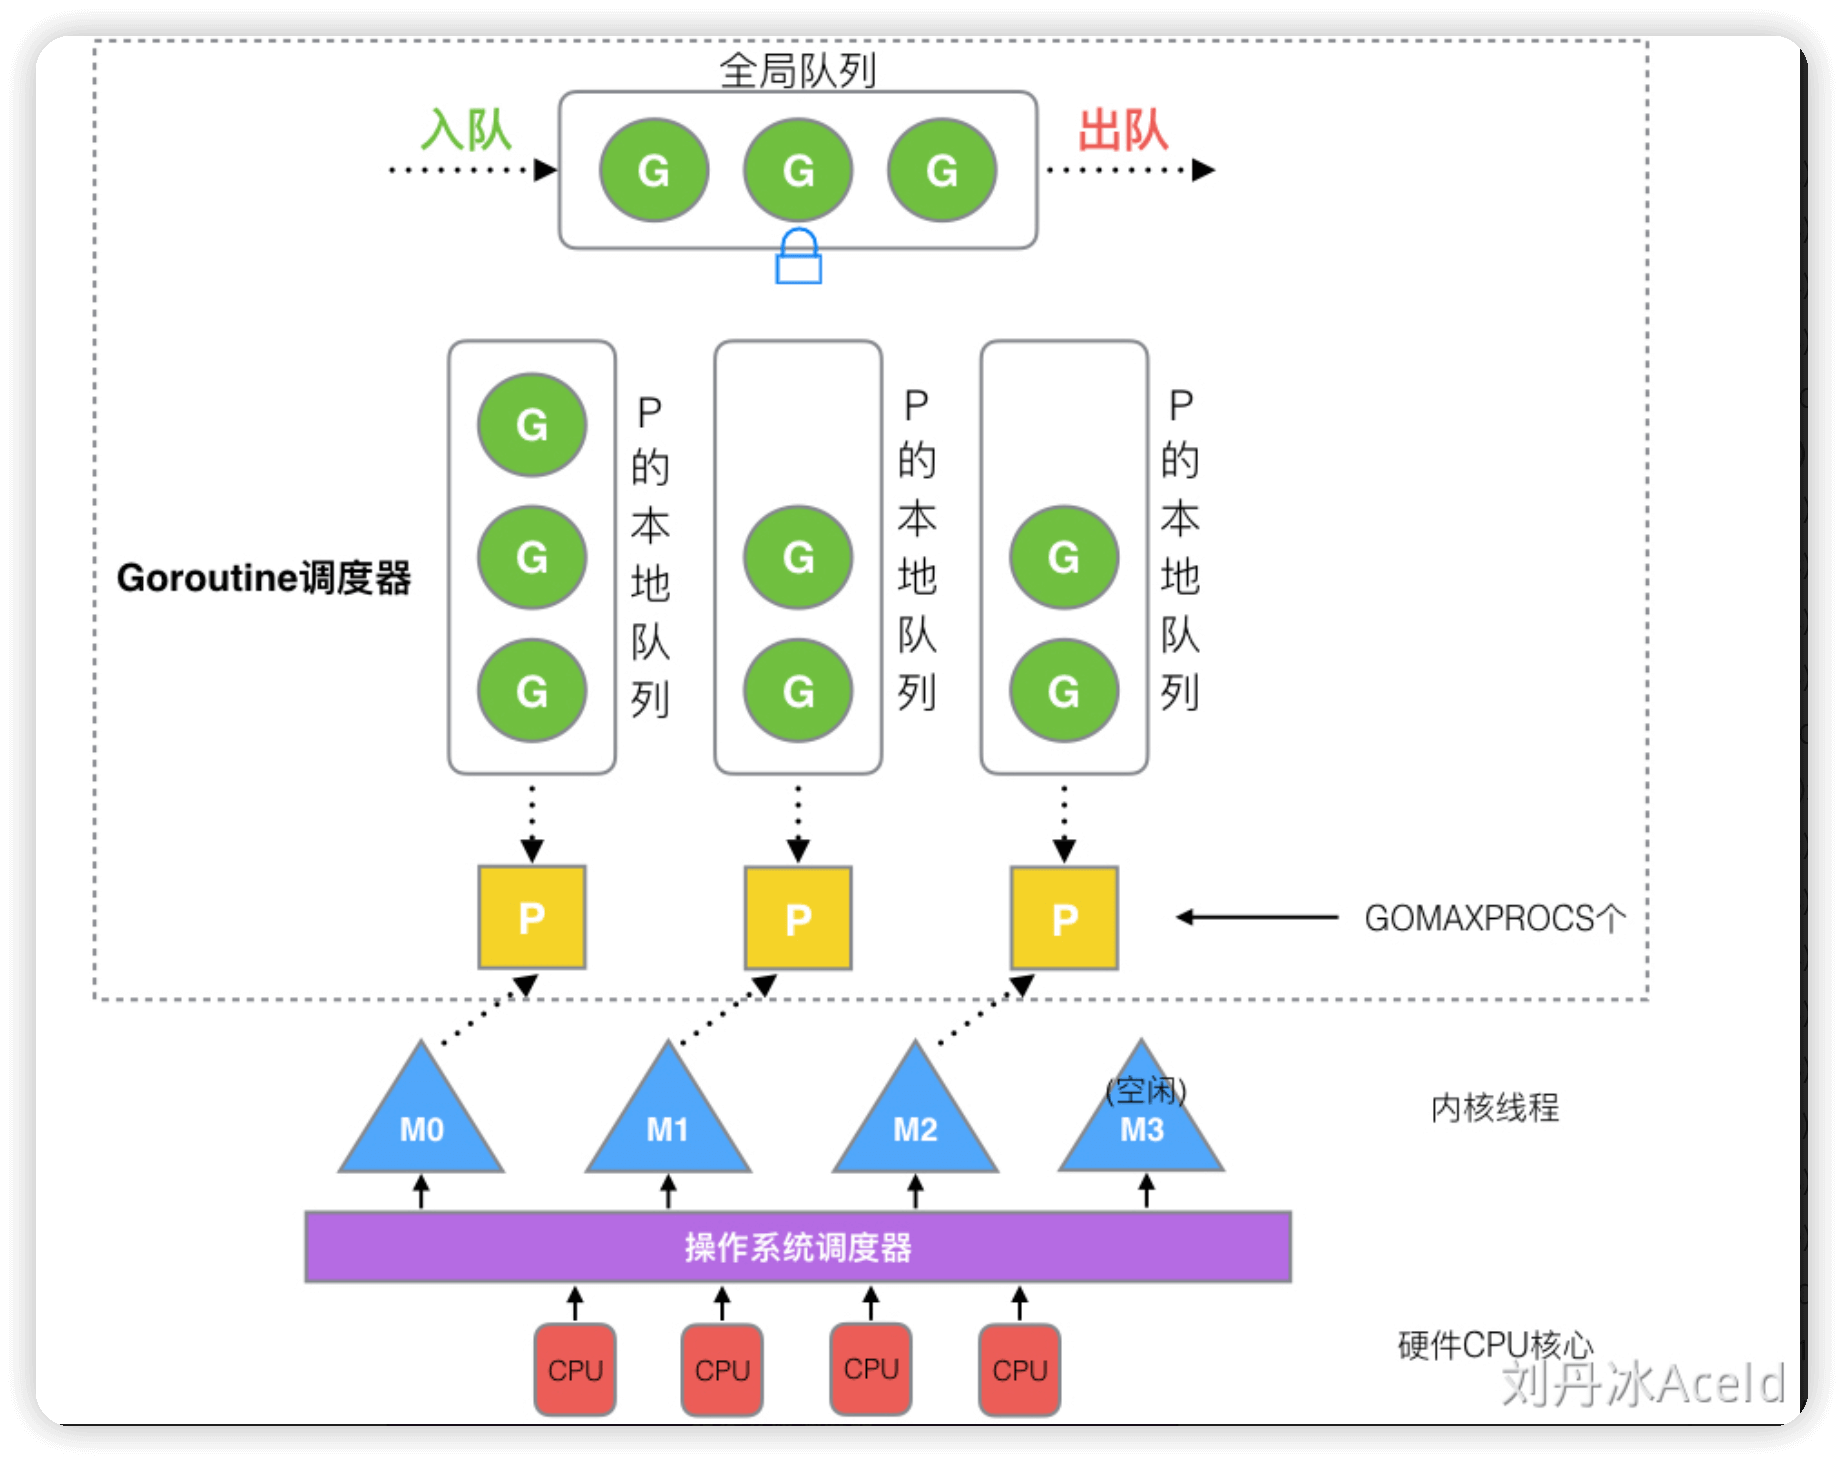 全局队列
入队
出队
G G G
G
G
G
P的本地队列
G
G
P的本地队列
G
G
P的本地队列
Goroutine调度器
P P P
GOMAXPROCS个
M0 M1 M2
(空闲)
M3
内核线程
操作系统调度器
CPU CPU CPU CPU
硬件CPU核心
刘丹冰Aceld